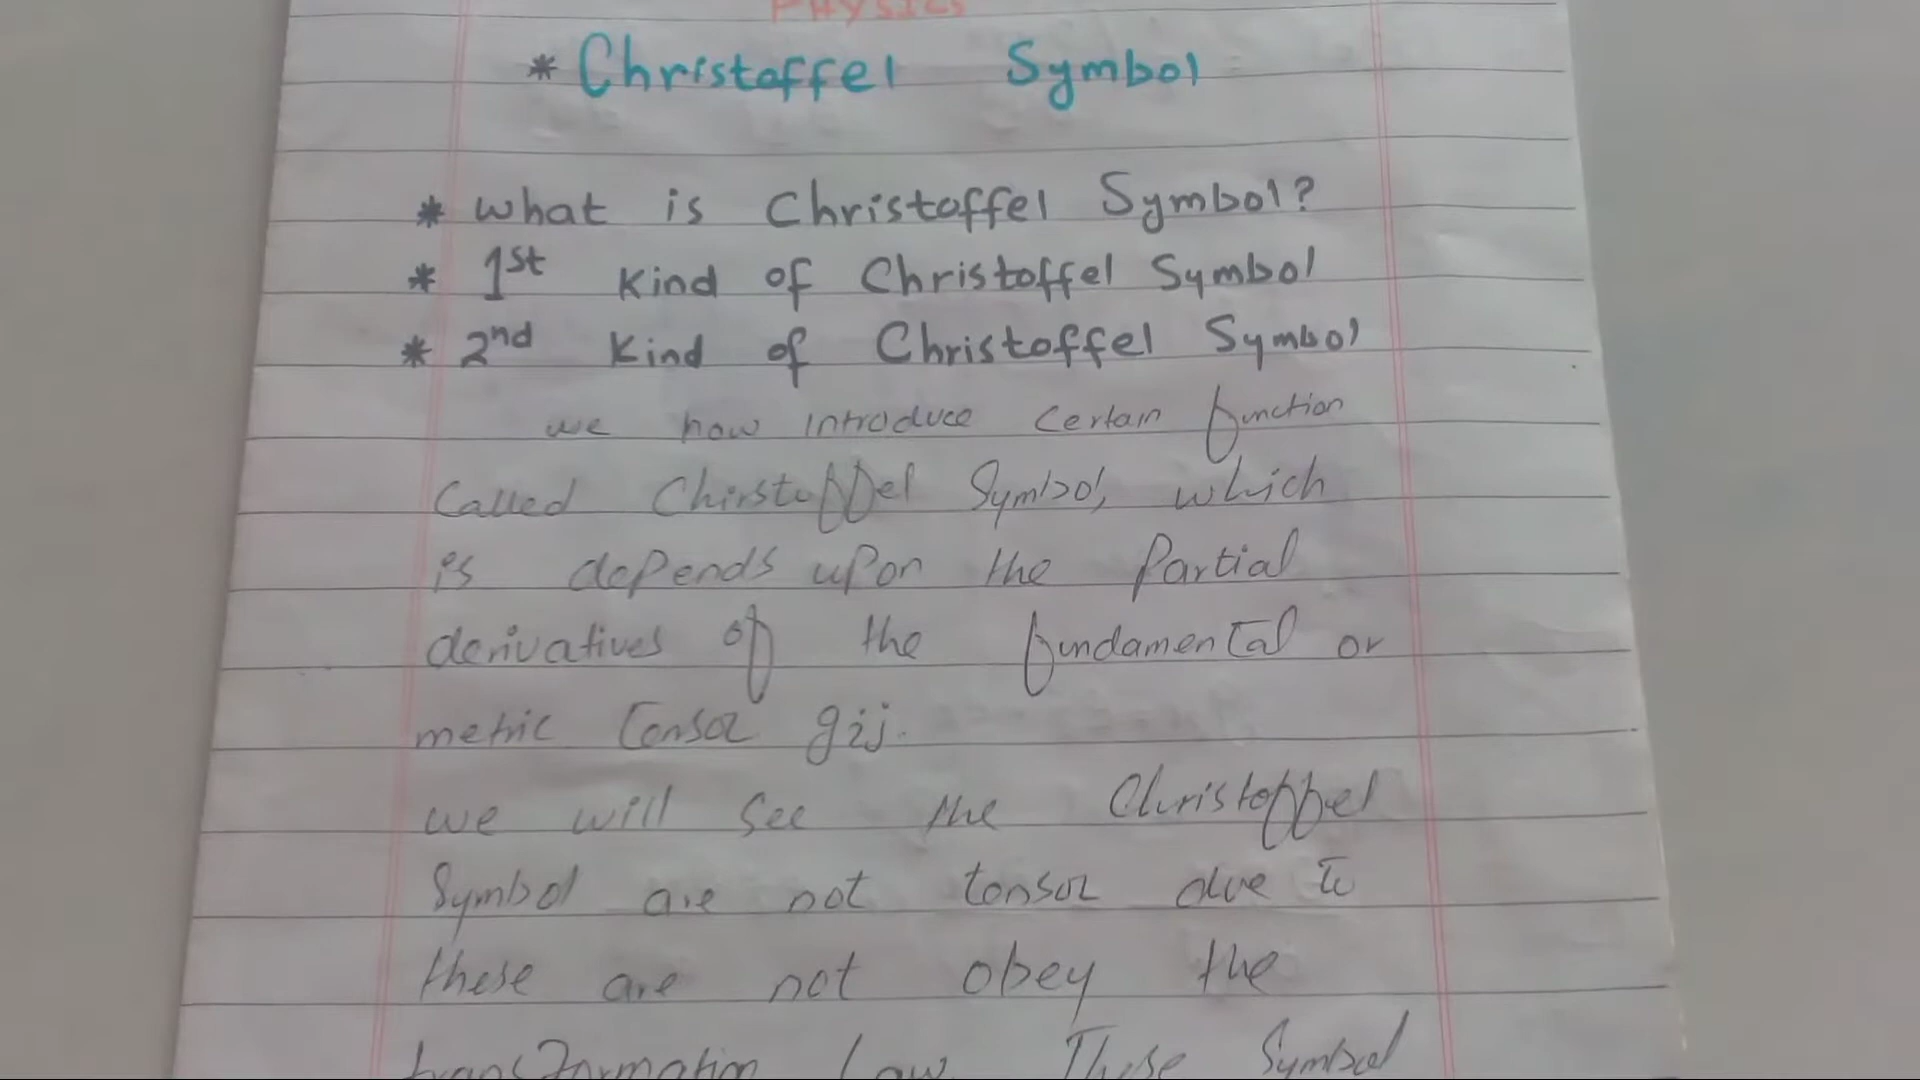 PHYSICS
* Christoffel Symbol
* what is Christoffel Symbol?
* 1st Kind of Christoffel Symbol
* 2nd Kind of Christoffel Symbol
we now introduce Certain function
Called Chirstoffel Symbol, which
is depends upon the Partial
derivatives of the fundamental or
metric tensor gij.
we will see the Christoffel
Symbol are not tensor due to
these are not obey the
transformation law These Symbol